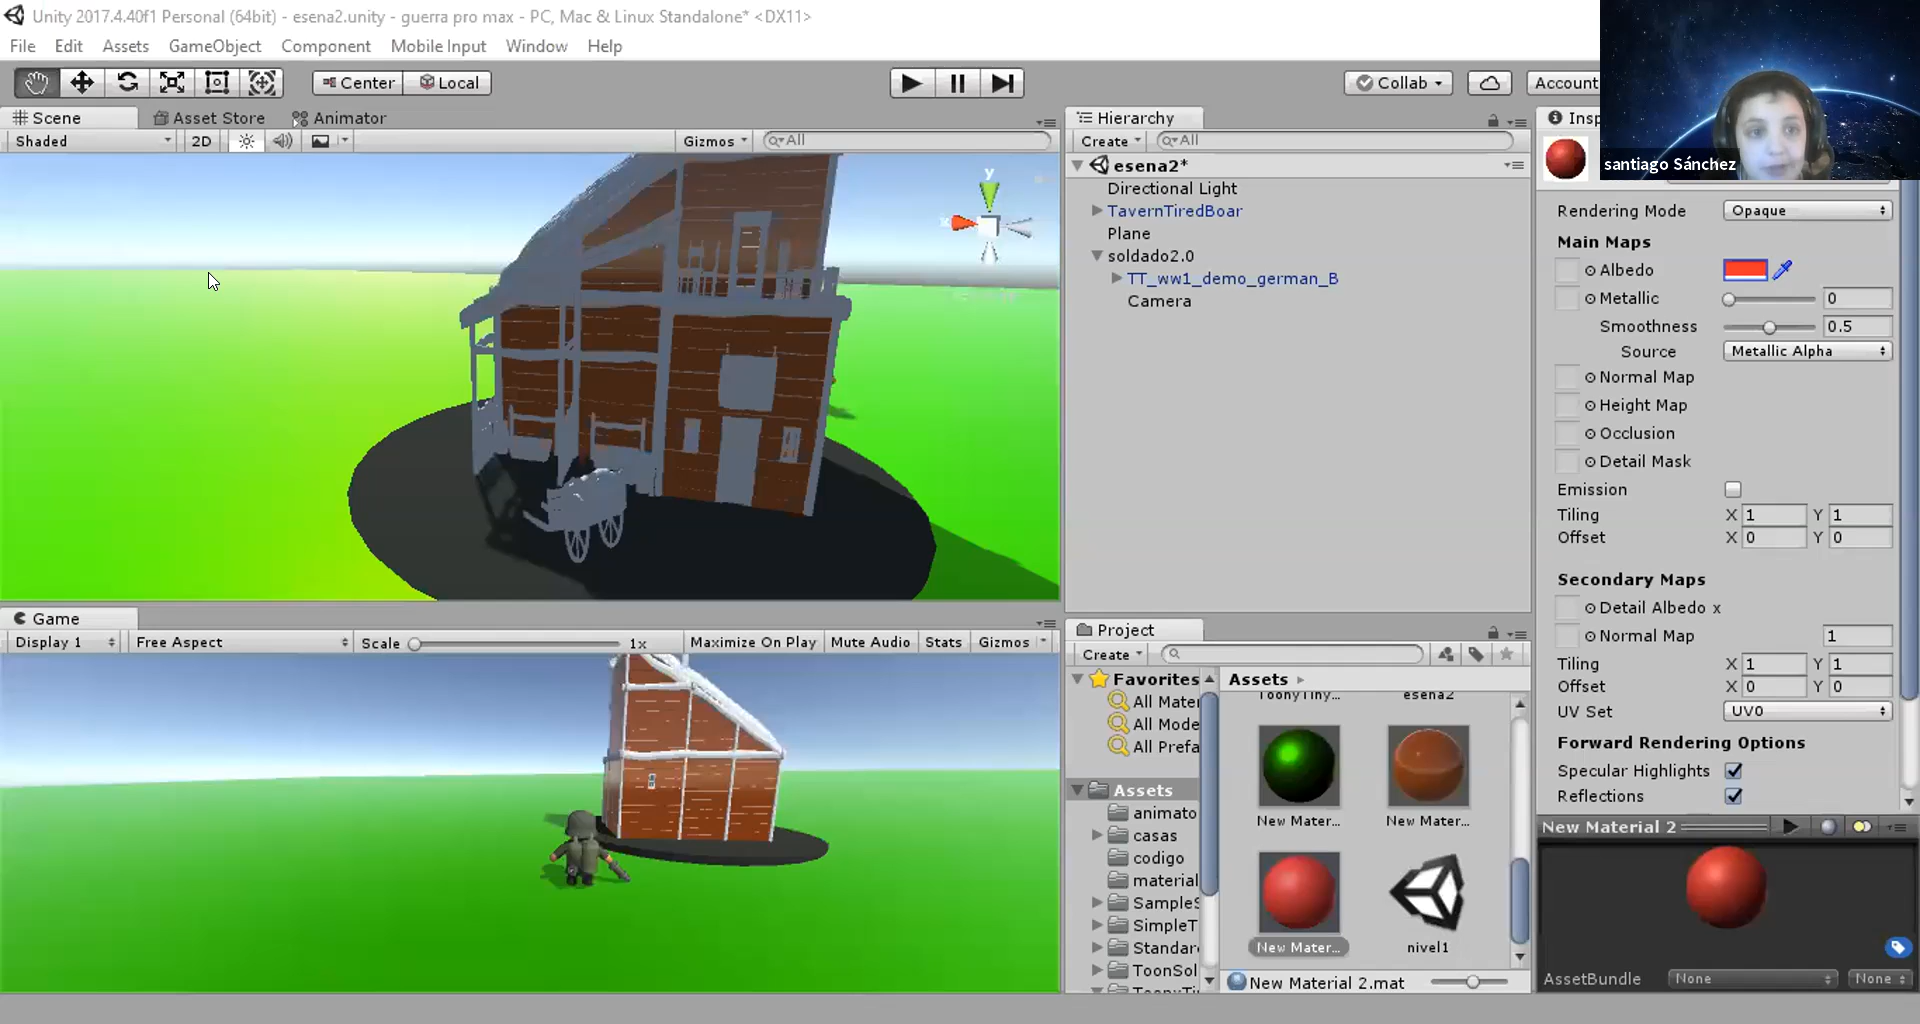 Unity 2017.4.40f1 Personal (64bit) - esena2.unity - guerra pro max - PC, Mac & Linux Standalone* <DX11>
File Edit Assets GameObject Component Mobile Input Window Help
Center Local Collab Account
santiago Sánchez
Scene Asset Store Animator
Shaded 2D Gizmos All
y
Hierarchy
Create All
esena2*
Directional Light
TavernTiredBoar
Plane
soldado2.0
TT_ww1_demo_german_B
Camera
Insp
Rendering Mode Opaque
Main Maps
Albedo
Metallic 0
Smoothness 0.5
Source Metallic Alpha
Normal Map
Height Map
Occlusion
Detail Mask
Emission
Tiling X 1 Y 1
Offset X 0 Y 0
Secondary Maps
Detail Albedo x
Normal Map 1
Tiling X 1 Y 1
Offset X 0 Y 0
UV Set UV0
Forward Rendering Options
Specular Highlights
Reflections
New Material 2
AssetBundle None None
Game
Display 1 Free Aspect Scale 1x Maximize On Play Mute Audio Stats Gizmos
Project
Create
Favorites
All Mater
All Mode
All Prefa
Assets
animato
casas
codigo
material
SampleS
SimpleT
Standar
ToonSol
Assets
ToonyTiny... esena2
New Mater... New Mater...
New Mater... nivel1
New Material 2.mat